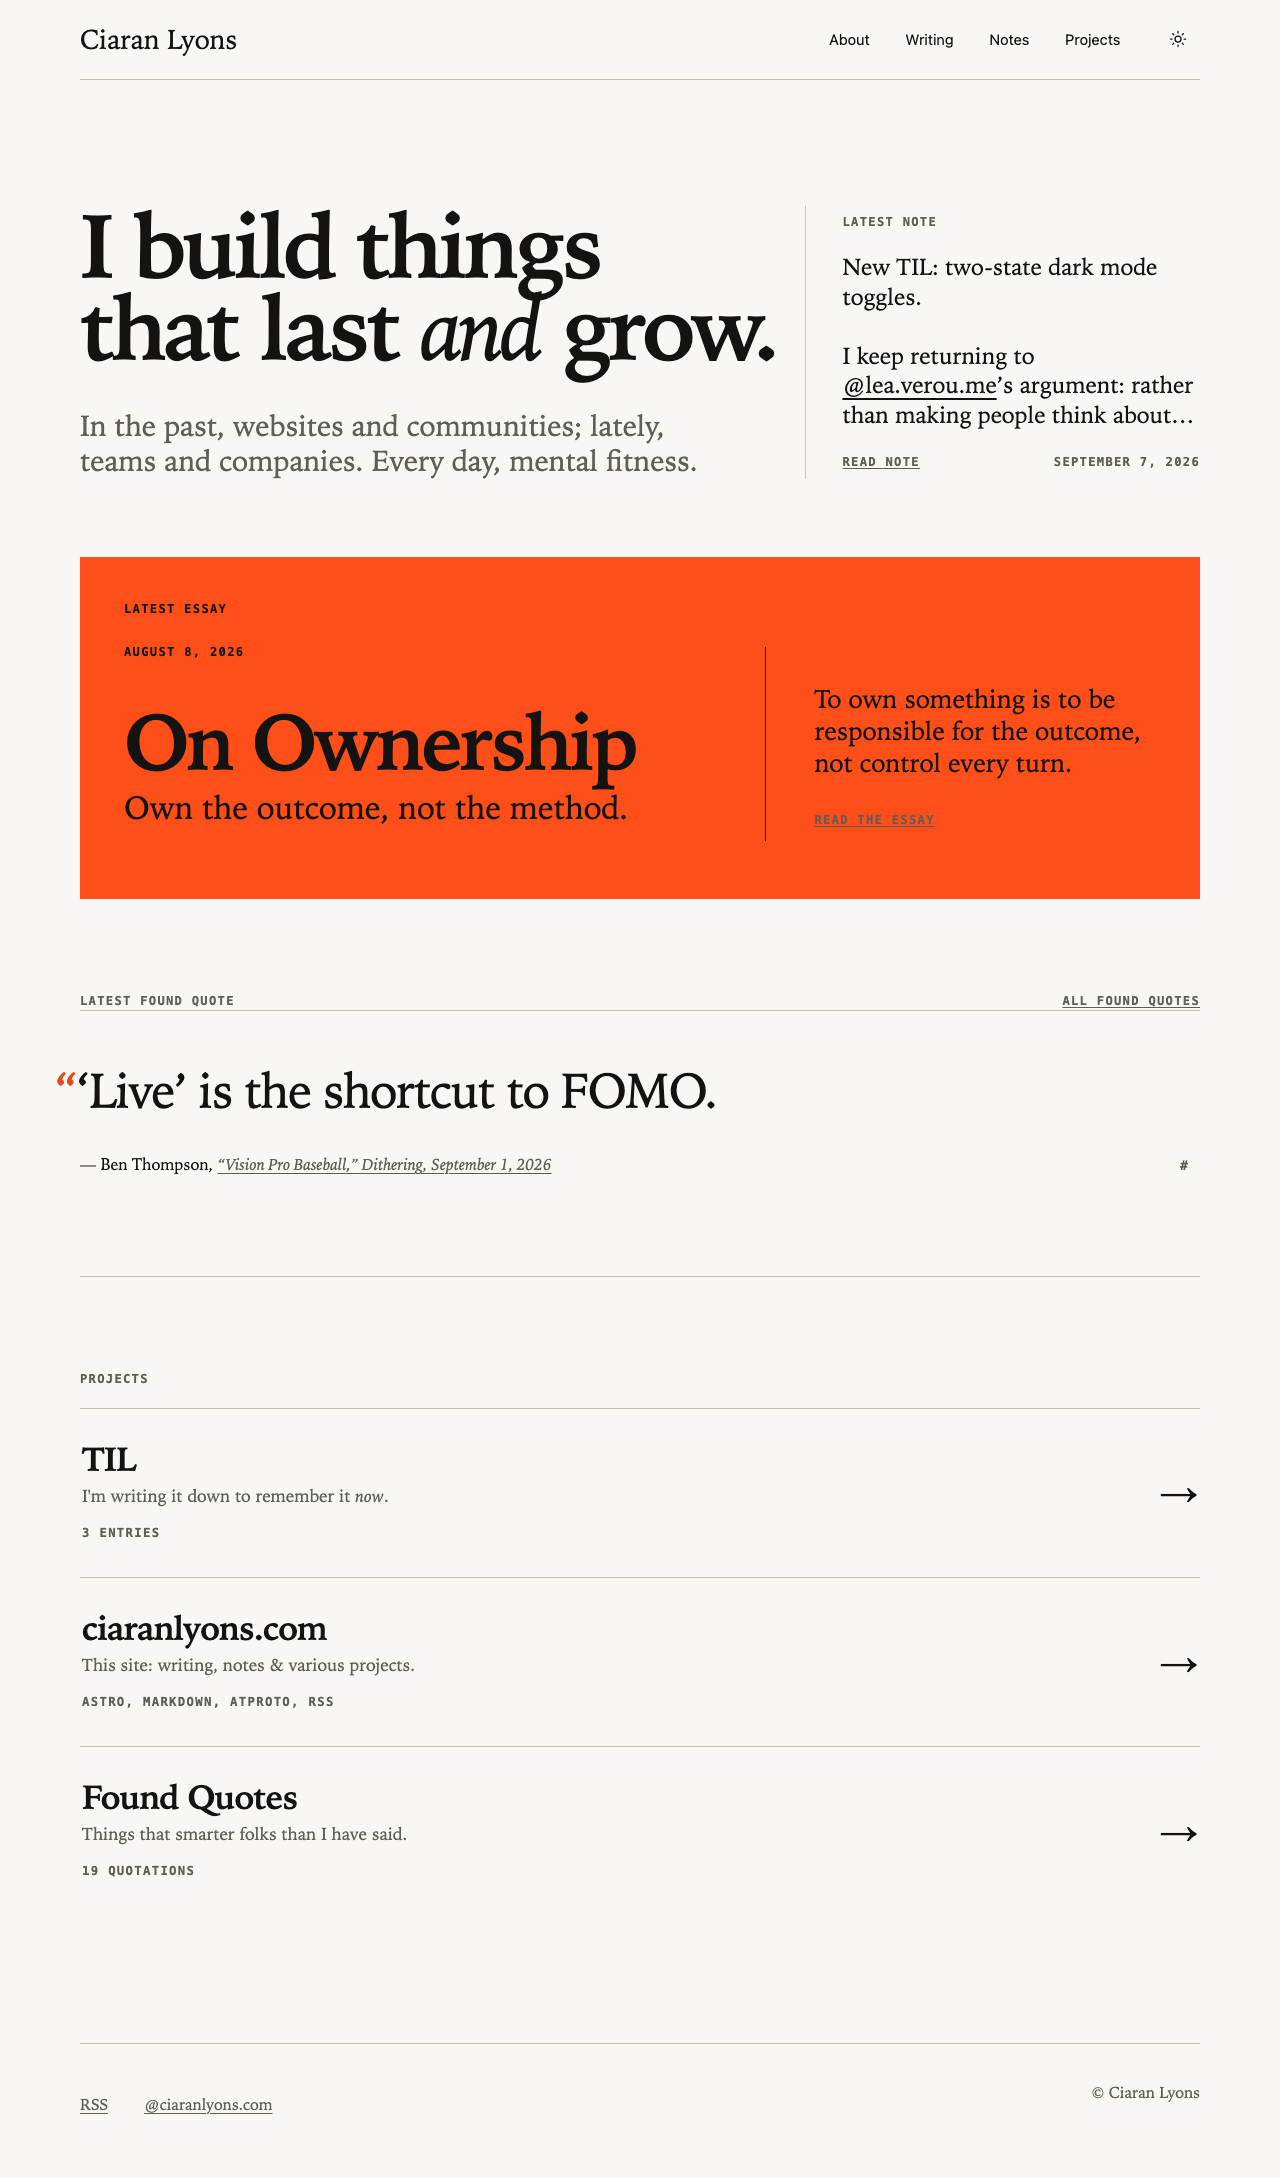 Ciaran Lyons
About
Writing
Notes
Projects
I build things
that last and grow.
In the past, websites and communities; lately,
teams and companies. Every day, mental fitness.
LATEST NOTE
New TIL: two-state dark mode
toggles.
I keep returning to
@lea.verou.me’s argument: rather
than making people think about…
READ NOTE
SEPTEMBER 7, 2026
LATEST ESSAY
AUGUST 8, 2026
On Ownership
Own the outcome, not the method.
To own something is to be
responsible for the outcome,
not control every turn.
READ THE ESSAY
LATEST FOUND QUOTE
ALL FOUND QUOTES
“‘Live’ is the shortcut to FOMO.
— Ben Thompson, “Vision Pro Baseball,” Dithering, September 1, 2026
#
PROJECTS
TIL
I'm writing it down to remember it now.
3 ENTRIES
→
ciaranlyons.com
This site: writing, notes & various projects.
ASTRO, MARKDOWN, ATPROTO, RSS
→
Found Quotes
Things that smarter folks than I have said.
19 QUOTATIONS
→
RSS
@ciaranlyons.com
© Ciaran Lyons